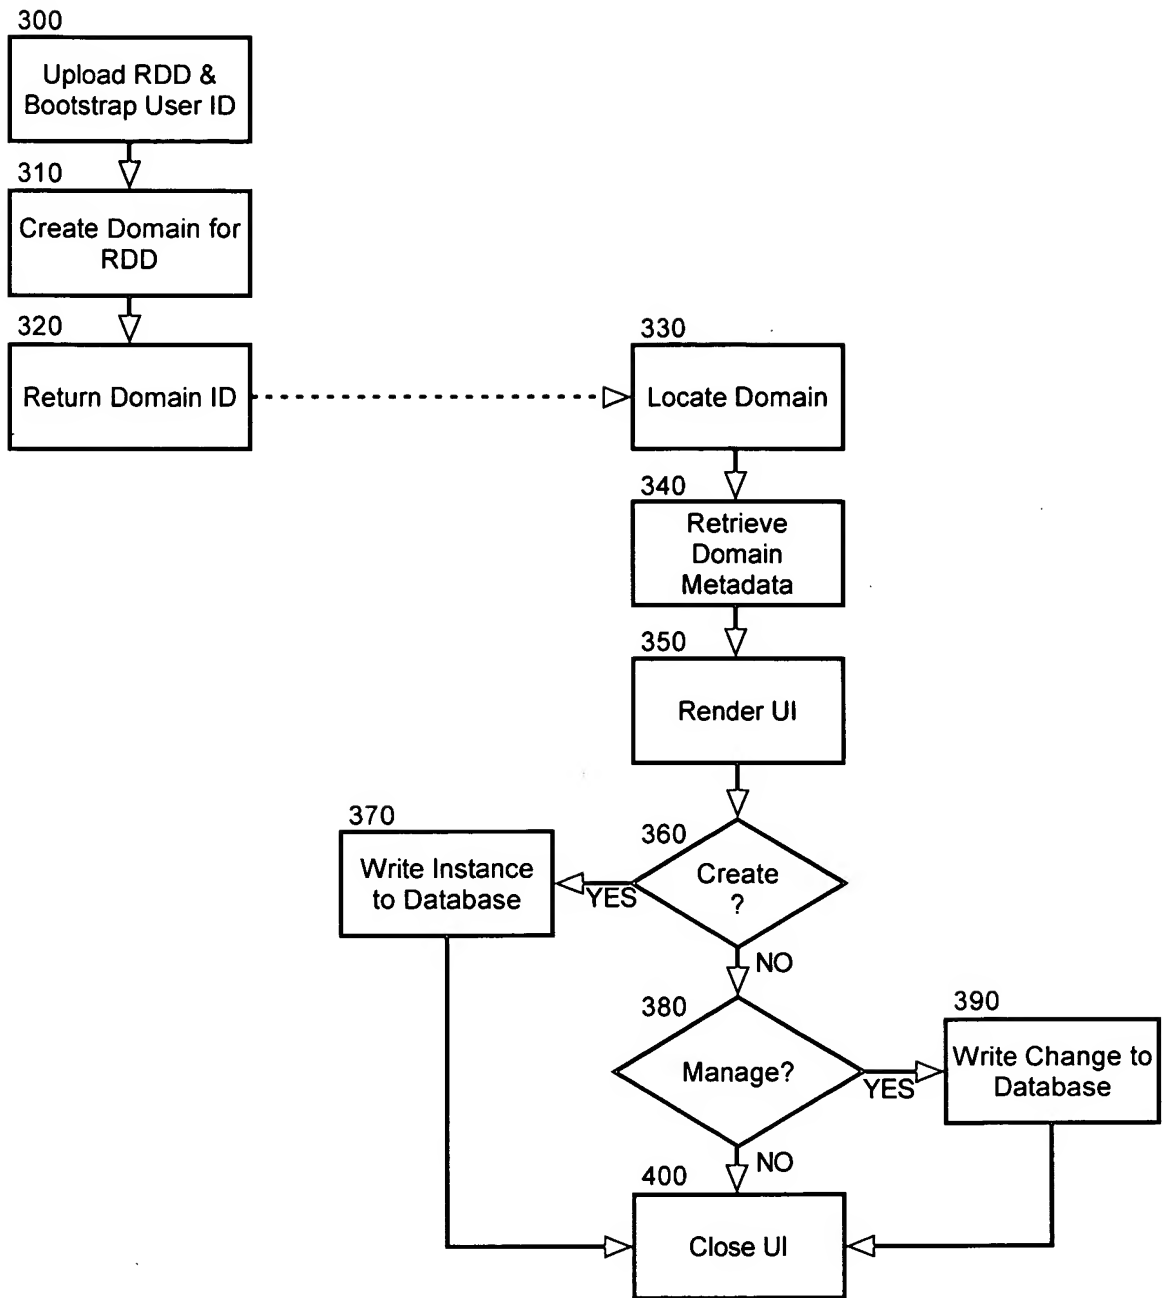 300
Upload RDD &
Bootstrap User ID
310
Create Domain for
RDD
320
Return Domain ID
330
Locate Domain
340
Retrieve
Domain
Metadata
350
Render UI
360
Create
?
YES
NO
370
Write Instance
to Database
380
Manage?
YES
NO
390
Write Change to
Database
400
Close UI